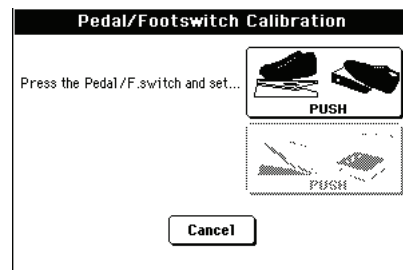 Pedal/Footswitch Calibration
Press the Pedal/F.switch and set...
PUSH
PUSH
Cancel